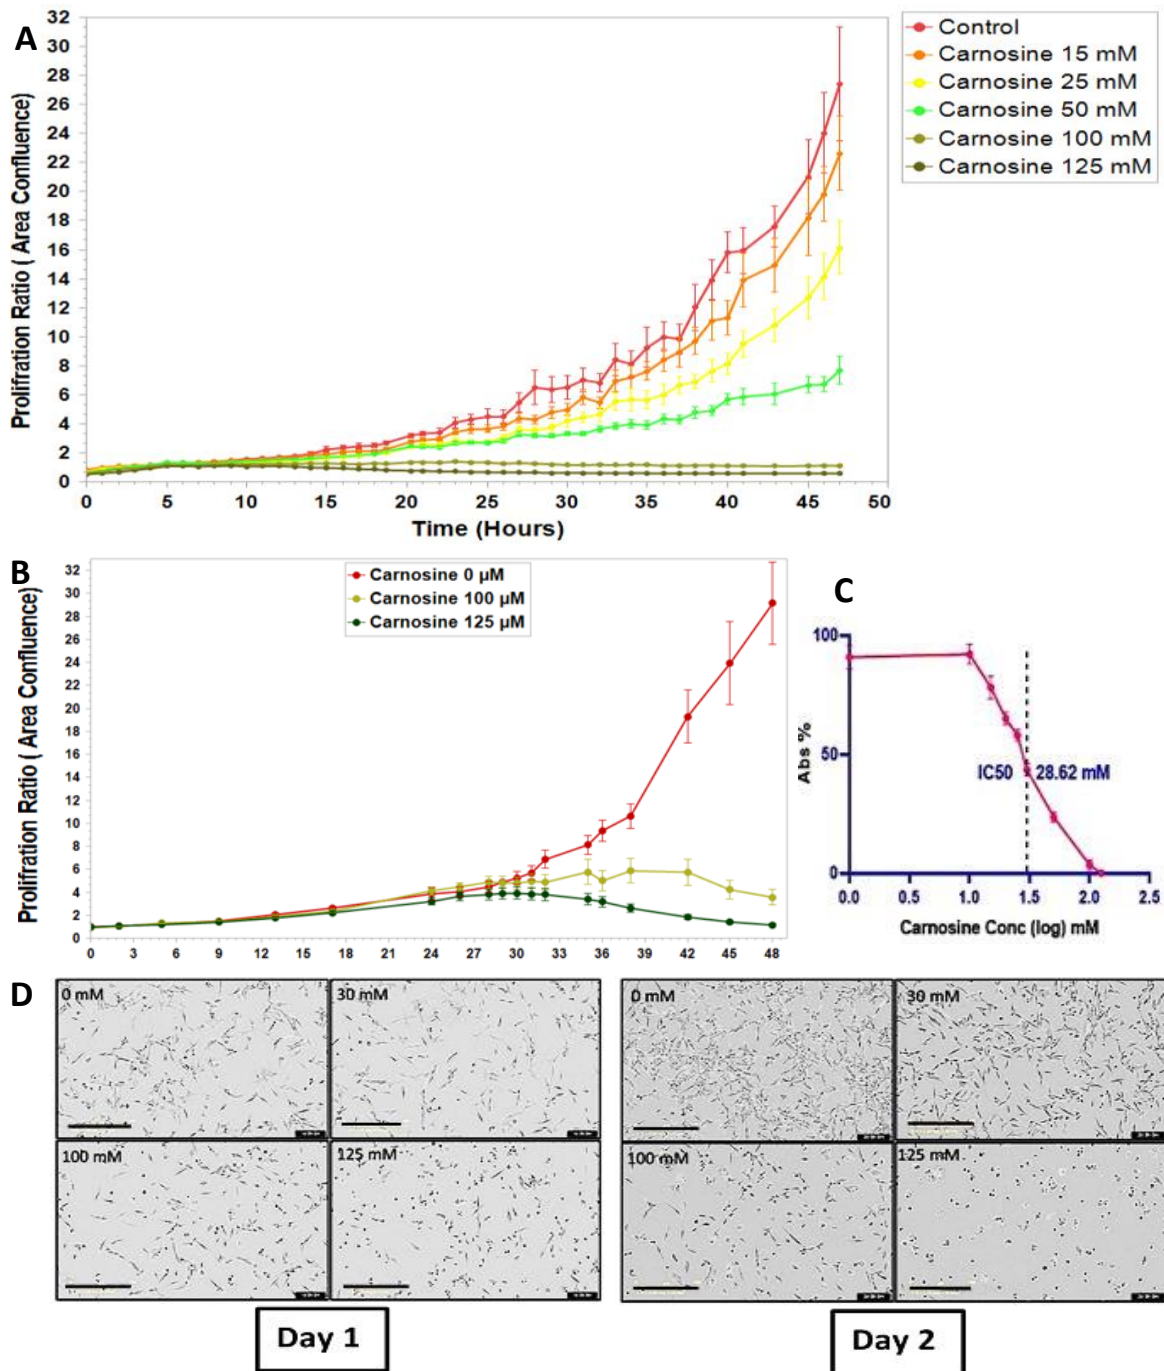 A
32
30
28
26
24
22
20
18
16
14
12
10
8
6
4
2
0
Prolifration Ratio ( Area Confluence)
0 5 10 15 20 25 30 35 40 45 50
Time (Hours)
Control
Carnosine 15 mM
Carnosine 25 mM
Carnosine 50 mM
Carnosine 100 mM
Carnosine 125 mM
B
32
30
28
26
24
22
20
18
16
14
12
10
8
6
4
2
0
Prolifration Ratio ( Area Confluence)
Carnosine 0 µM
Carnosine 100 µM
Carnosine 125 µM
0 3 6 9 12 15 18 21 24 27 30 33 36 39 42 45 48
C
100
50
0
Abs %
IC50 28.62 mM
0.0 0.5 1.0 1.5 2.0 2.5
Carnosine Conc (log) mM
D
0 mM
30 mM
0 mM
30 mM
100 mM
125 mM
100 mM
125 mM
Day 1
Day 2